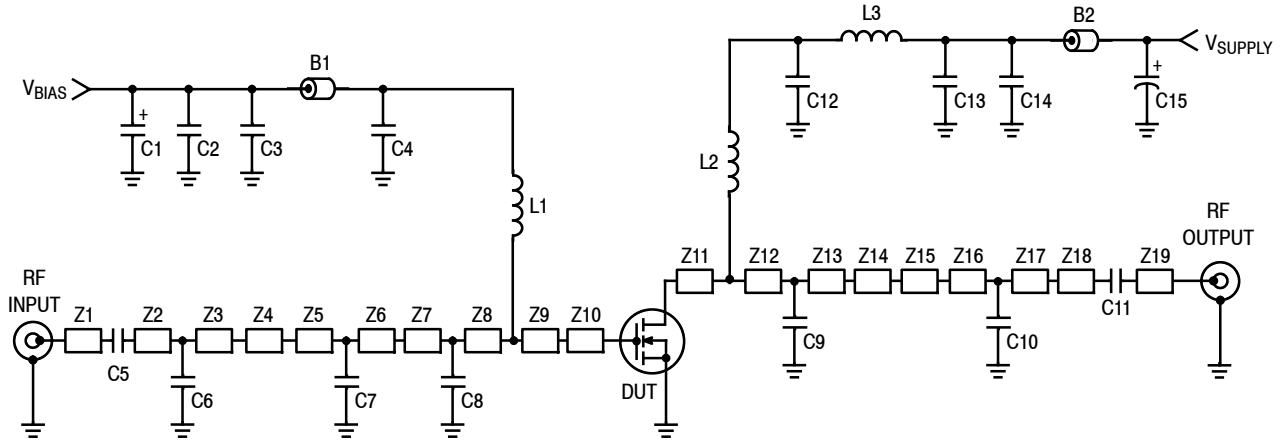 L3
B2
V_SUPPLY
+
C12
C13
C14
C15
B1
V_BIAS
+
C1
C2
C3
C4
L2
L1
RF
INPUT
Z1
Z2
Z3
Z4
Z5
Z6
Z7
Z8
Z9
Z10
C5
C6
C7
C8
DUT
Z11
Z12
Z13
Z14
Z15
Z16
Z17
Z18
Z19
C9
C10
C11
RF
OUTPUT